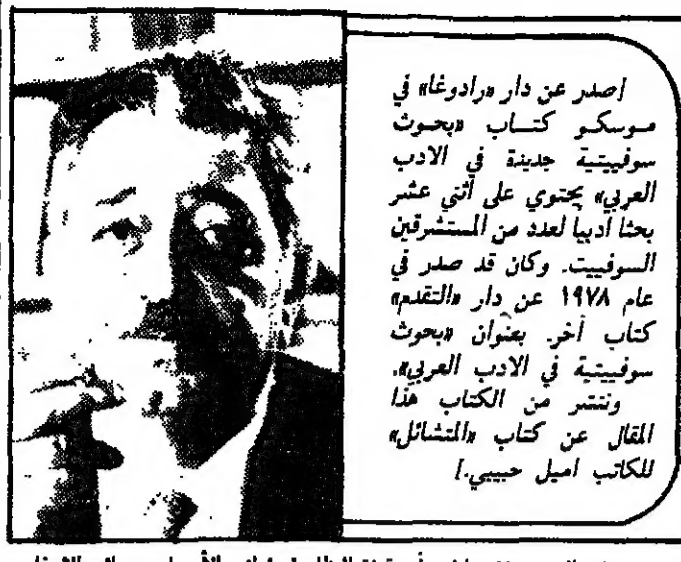 [صدر عن دار «رادوغا» في
موسكو كتاب «بحوث
سوفييتية جديدة في الادب
العربي» يحتوي على اثني عشر
بحثا ادبيا لعدد من المستشرقين
السوفييت. وكان قد صدر في
عام ١٩٧٨ عن دار «التقدم»
كتاب آخر. بعنوان «بحوث
سوفييتية في الادب العربي».
وننشر من الكتاب هذا
المقال عن كتاب «المتشائل»
للكاتب اميل حبيبي.]